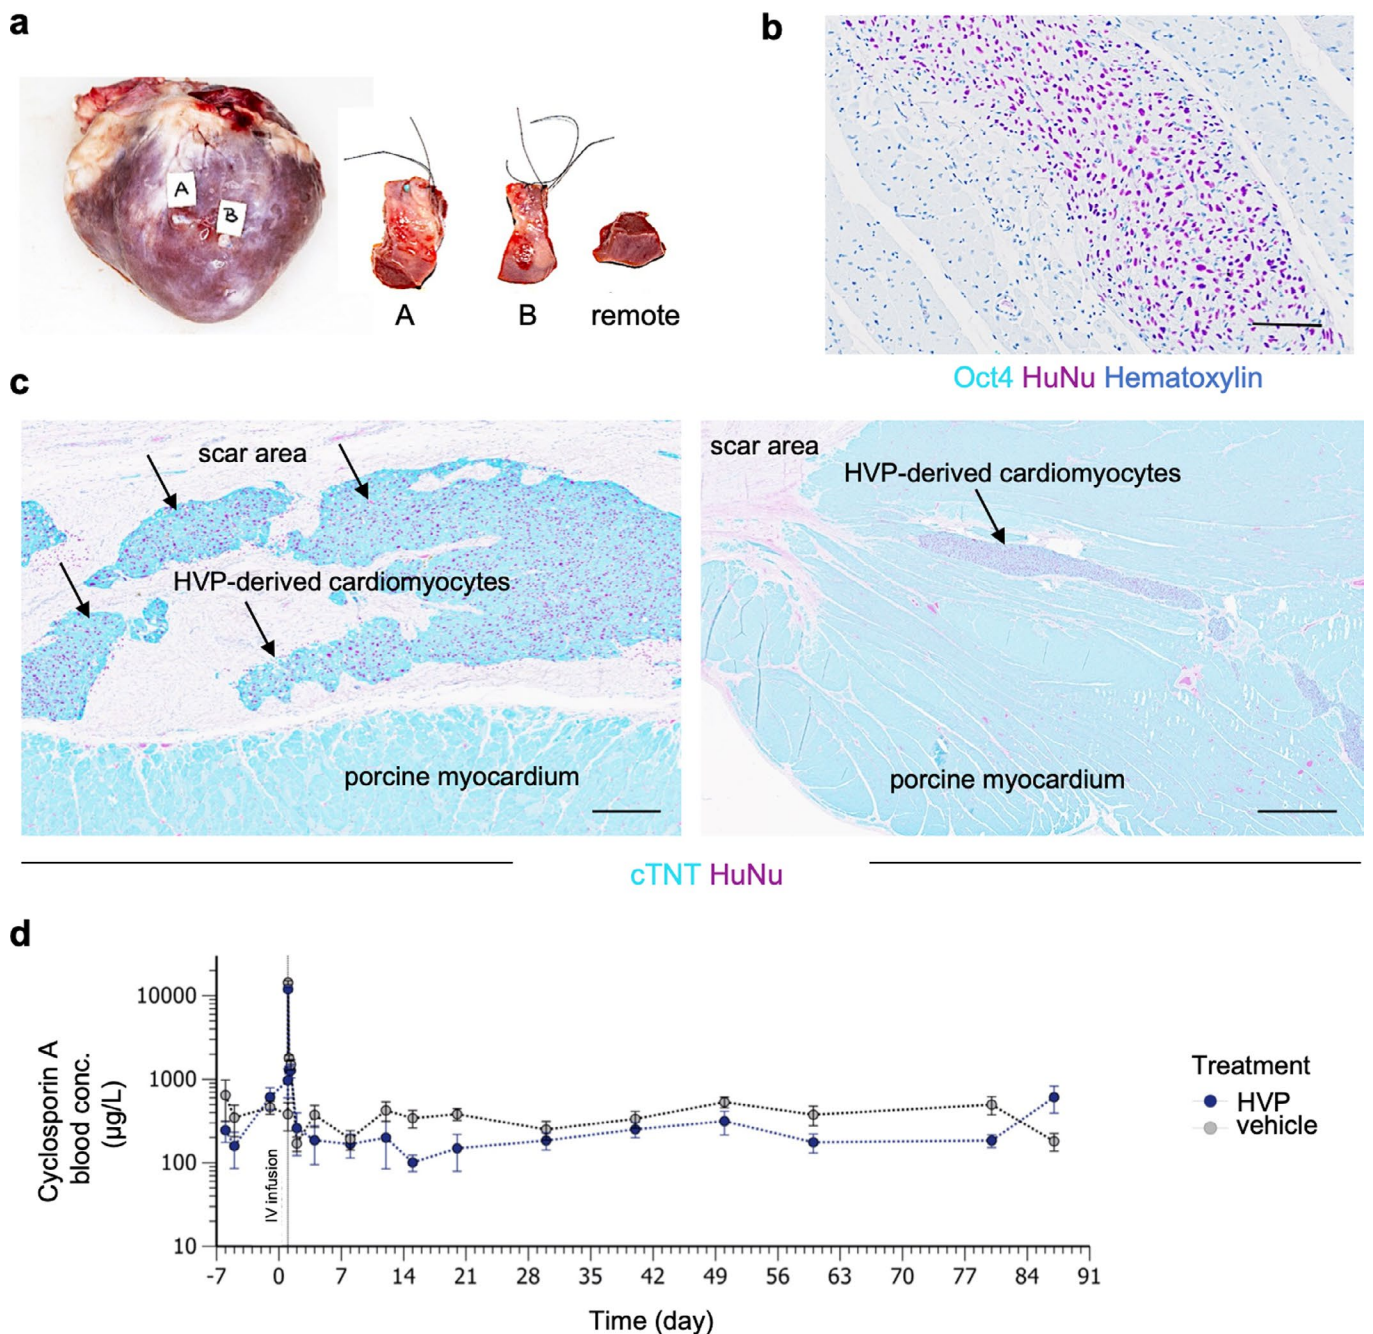 a
A
B
A
B
remote
b
Oct4 HuNu Hematoxylin
c
scar area
HVP-derived cardiomyocytes
porcine myocardium
scar area
HVP-derived cardiomyocytes
porcine myocardium
cTNT HuNu
d
Cyclosporin A
blood conc.
(µg/L)
10000
1000
100
10
IV infusion
-7 0 7 14 21 28 35 42 49 56 63 70 77 84 91
Time (day)
Treatment
HVP
vehicle